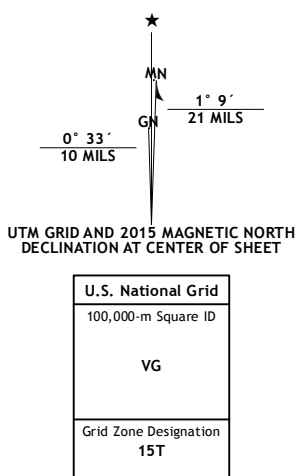 ★
MN
GN
1° 9´
21 MILS
0° 33´
10 MILS
UTM GRID AND 2015 MAGNETIC NORTH
DECLINATION AT CENTER OF SHEET
U.S. National Grid
100,000-m Square ID
VG
Grid Zone Designation
15T